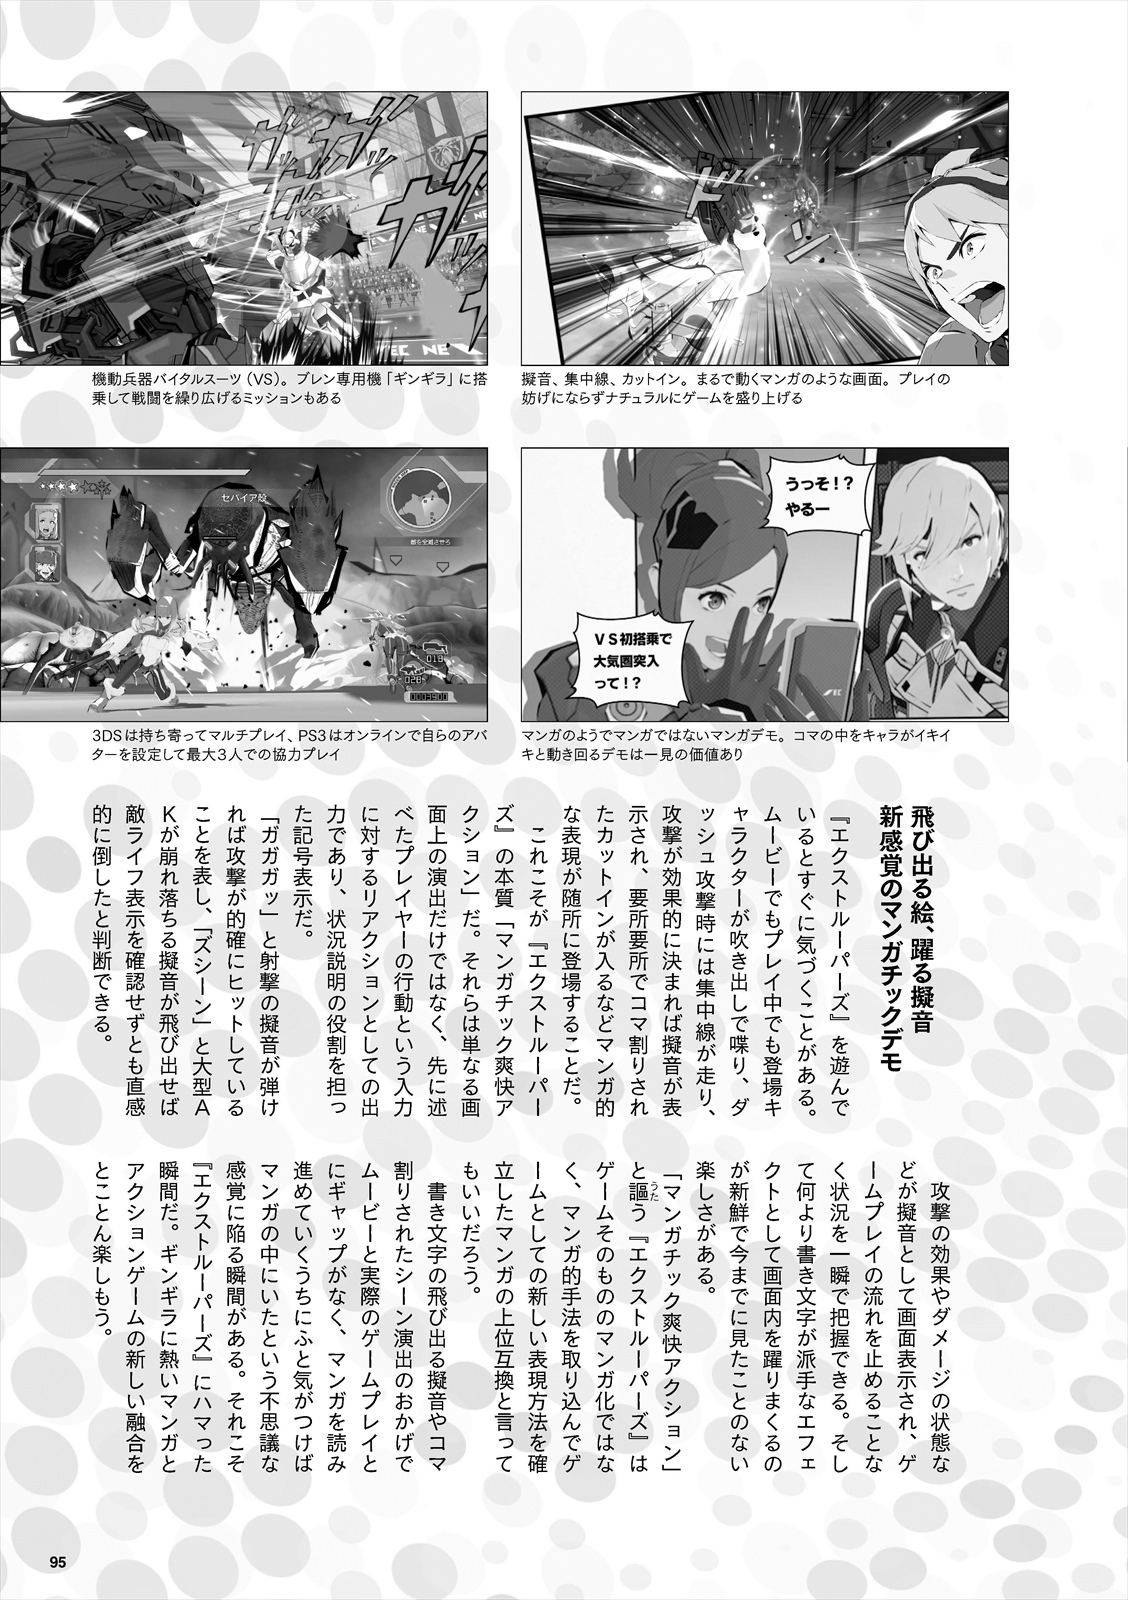 ガガガガッ
ガガガッ
NE
EC NE
ドッ
擬音、集中線、カットイン。まるで動くマンガのような画面。プレイの
妨げにならずナチュラルにゲームを盛り上げる
機動兵器バイタルスーツ（VS）。ブレン専用機「ギンギラ」に搭
乗して戦闘を繰り広げるミッションもある
うっそ！？
やるー
VS初搭乗で
大気圏突入
って！？
EC
マンガのようでマンガではないマンガデモ。コマの中をキャラがイキイ
キと動き回るデモは一見の価値あり
セパイア殻
敵を全滅させろ
018
028
0003900
3DSは持ち寄ってマルチプレイ、PS3はオンラインで自らのアバ
ターを設定して最大3人での協力プレイ
飛び出る絵、躍る擬音
新感覚のマンガチックデモ
『エクストルーパーズ』を遊んで
いるとすぐに気づくことがある。
ムービーでもプレイ中でも登場キ
ャラクターが吹き出しで喋り、ダ
ッシュ攻撃時には集中線が走り、
攻撃が効果的に決まれば擬音が表
示され、要所要所でコマ割りされ
たカットインが入るなどマンガ的
な表現が随所に登場することだ。
これこそが『エクストルーパー
ズ』の本質「マンガチック爽快ア
クション」だ。それらは単なる画
面上の演出だけではなく、先に述
べたプレイヤーの行動という入力
に対するリアクションとしての出
力であり、状況説明の役割を担っ
た記号表示だ。
「ガガガッ」と射撃の擬音が弾け
れば攻撃が的確にヒットしている
ことを表し、「ズシーン」と大型A
Kが崩れ落ちる擬音が飛び出せば
敵ライフ表示を確認せずとも直感
的に倒したと判断できる。
攻撃の効果やダメージの状態な
どが擬音として画面表示され、ゲ
ームプレイの流れを止めることな
く状況を一瞬で把握できる。そし
て何より書き文字が派手なエフェ
クトとして画面内を躍りまくるの
が新鮮で今までに見たことのない
楽しさがある。
「マンガチック爽快アクション」
と謳う『エクストルーパーズ』は
うた
ゲームそのもののマンガ化ではな
く、マンガ的手法を取り込んでゲ
ームとしての新しい表現方法を確
立したマンガの上位互換と言って
もいいだろう。
書き文字の飛び出る擬音やコマ
割りされたシーン演出のおかげで
ムービーと実際のゲームプレイと
にギャップがなく、マンガを読み
進めていくうちにふと気がつけば
マンガの中にいたという不思議な
感覚に陥る瞬間がある。それこそ
『エクストルーパーズ』にハマった
瞬間だ。ギンギラに熱いマンガと
アクションゲームの新しい融合を
とことん楽しもう。
95